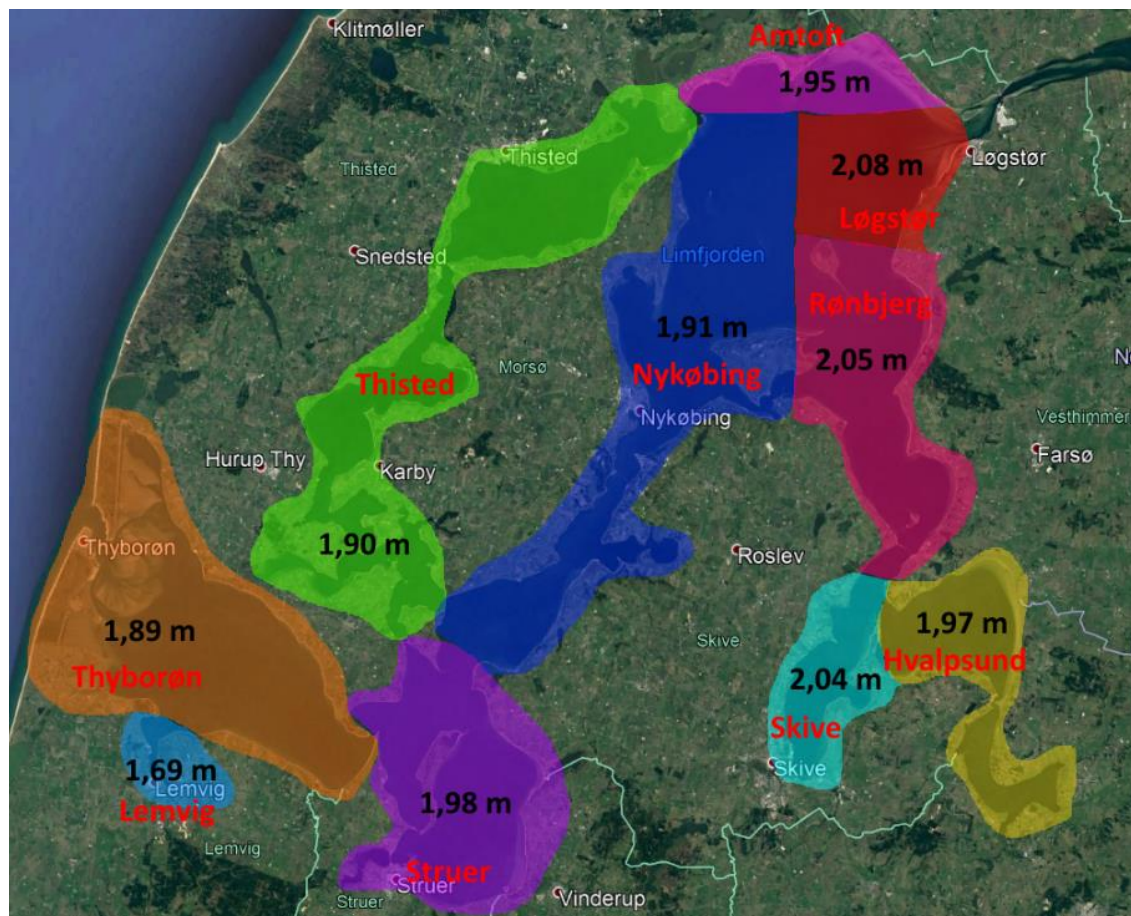 Klitmøller
Amtoft
1,95 m
Thisted
Thisted
2,08 m
Løgstør
Løgstør
Snedsted
Limfjorden
Rønbjerg
1,91 m
2,05 m
Morsø
Thisted
Nykøbing
Nykøbing
Vesthimmer
Hurup Thy
Karby
Farsø
Thyborøn
1,90 m
Roslev
1,89 m
Skive
1,97 m
Thyborøn
Hvalpsund
2,04 m
Skive
Skive
1,69 m
Lemvig
Lemvig
1,98 m
Lemvig
Struer
Struer
Struer
Vinderup